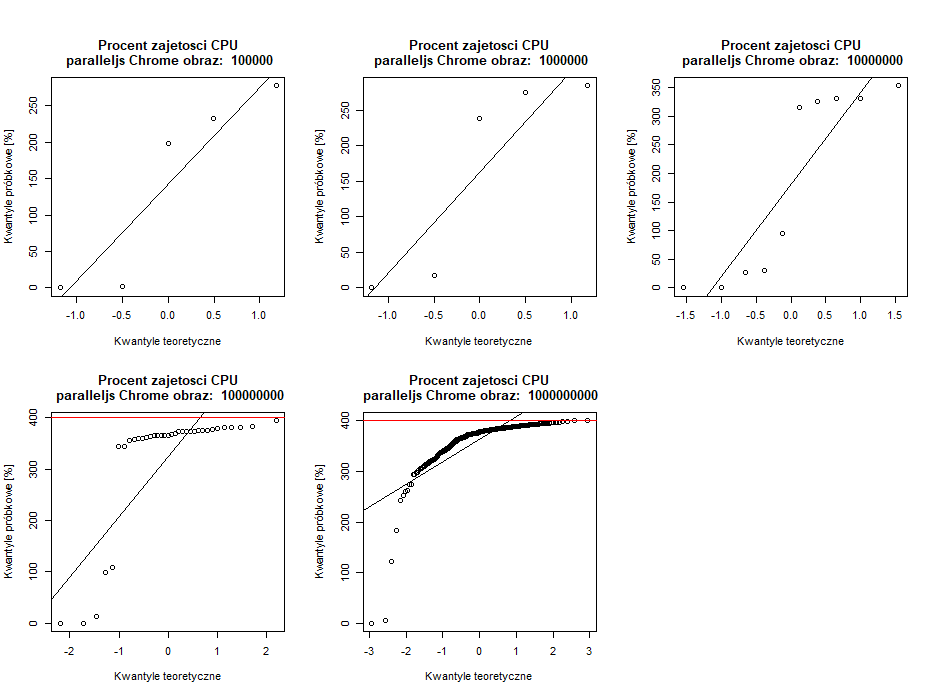 Procent zajetosci CPU
paralleljs Chrome obraz:  100000
Kwantyle próbkowe [%]
0 50 100 150 200 250
-1.0 -0.5 0.0 0.5 1.0
Kwantyle teoretyczne
Procent zajetosci CPU
paralleljs Chrome obraz:  1000000
Kwantyle próbkowe [%]
0 50 100 150 200 250
-1.0 -0.5 0.0 0.5 1.0
Kwantyle teoretyczne
Procent zajetosci CPU
paralleljs Chrome obraz:  10000000
Kwantyle próbkowe [%]
0 50 100 150 200 250 300 350
-1.5 -1.0 -0.5 0.0 0.5 1.0 1.5
Kwantyle teoretyczne
Procent zajetosci CPU
paralleljs Chrome obraz:  100000000
Kwantyle próbkowe [%]
0 100 200 300 400
-2 -1 0 1 2
Kwantyle teoretyczne
Procent zajetosci CPU
paralleljs Chrome obraz:  1000000000
Kwantyle próbkowe [%]
0 100 200 300 400
-3 -2 -1 0 1 2 3
Kwantyle teoretyczne